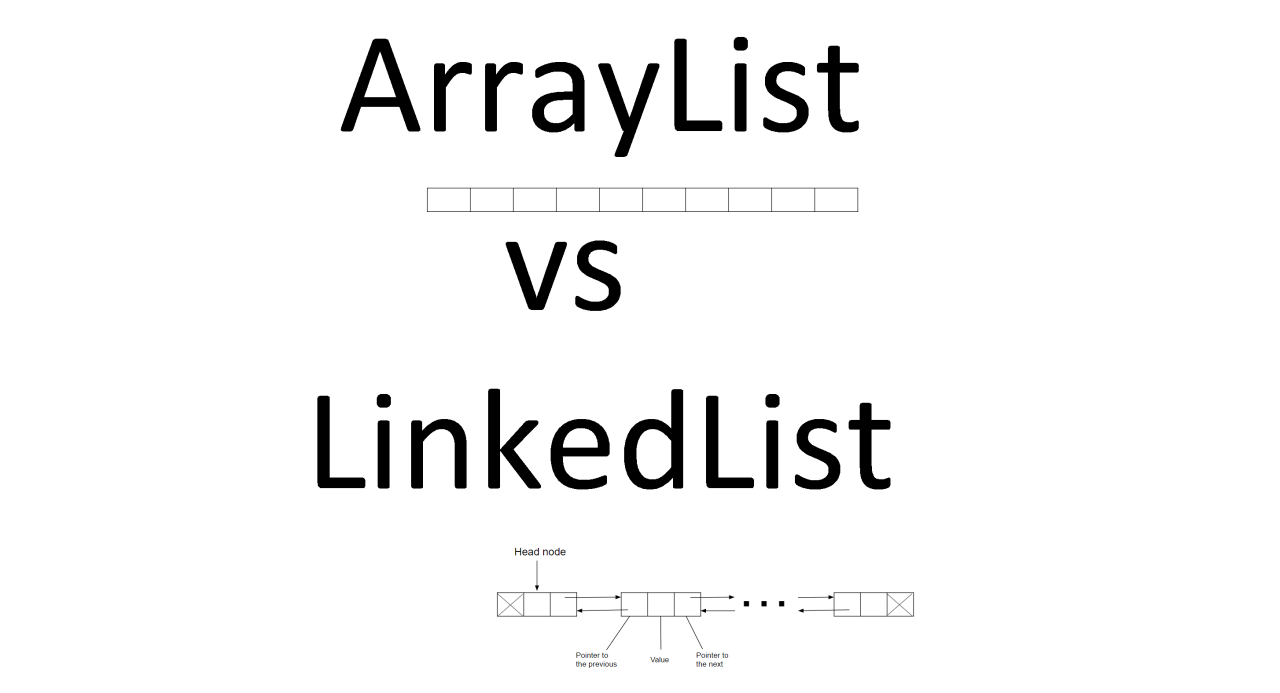 ArrayList
vs
LinkedList
Head node
Pointer to
the previous
Value
Pointer to
the next